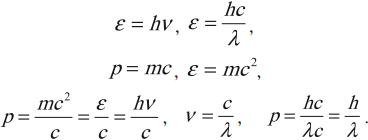 ε = hν, ε = hc/λ,
p = mc, ε = mc²,
p = mc²/c = ε/c = hν/c, ν = c/λ, p = hc/λc = h/λ.